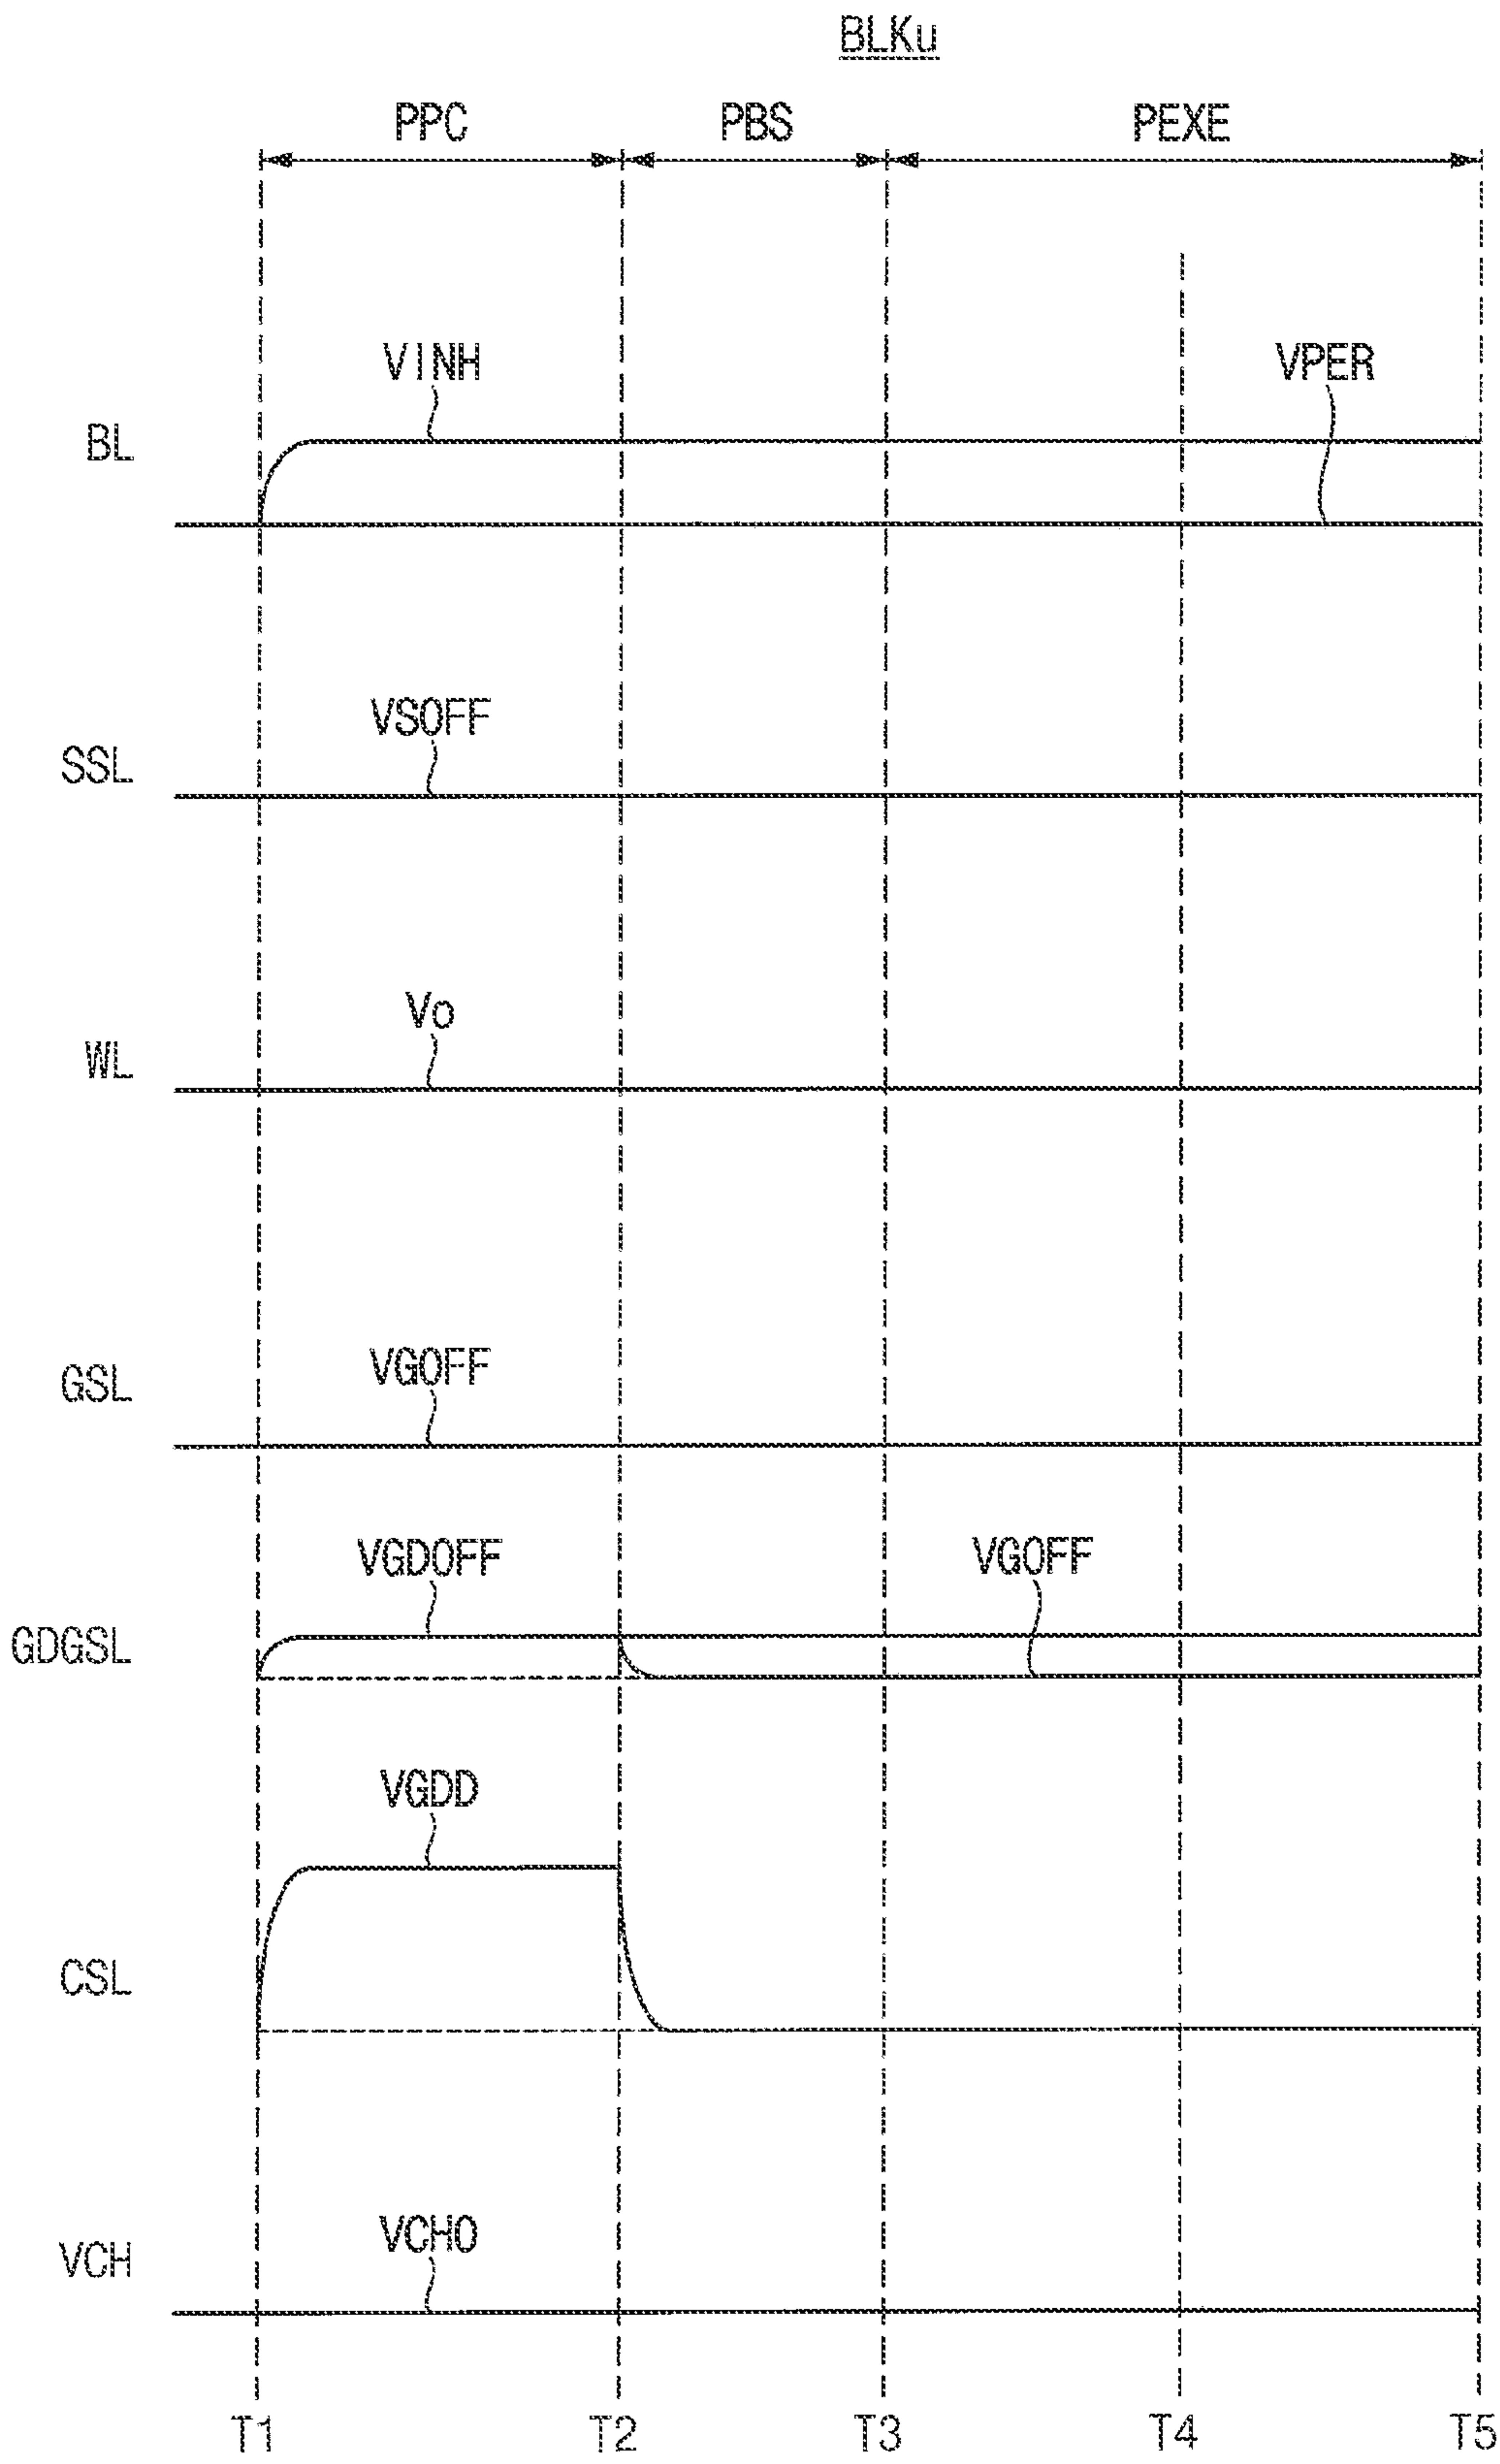 BLKu
PPC PBS PEXE
VINH VPER
BL
VSOFF
SSL
Vo
WL
VGOFF
GSL
VGDOFF VGOFF
GDGSL
VGDD
CSL
VCHO
VCH
T1 T2 T3 T4 T5